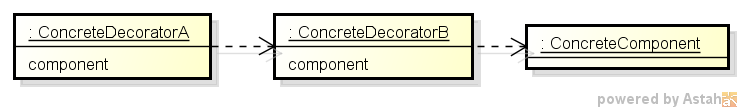 : ConcreteDecoratorA
component
: ConcreteDecoratorB
component
: ConcreteComponent
powered by Astah